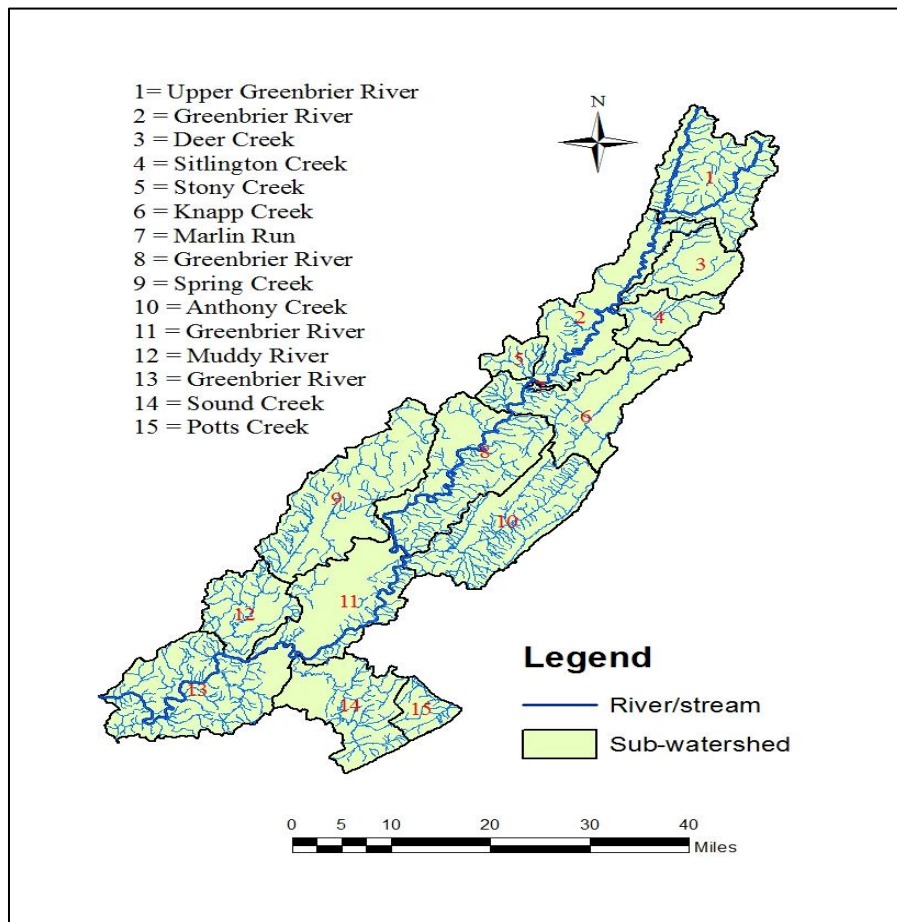 1= Upper Greenbrier River
2 = Greenbrier River
3 = Deer Creek
4 = Sitlington Creek
5 = Stony Creek
6 = Knapp Creek
7 = Marlin Run
8 = Greenbrier River
9 = Spring Creek
10 = Anthony Creek
11 = Greenbrier River
12 = Muddy River
13 = Greenbrier River
14 = Sound Creek
15 = Potts Creek
N
1
3
2
4
5
7
6
8
9
10
11
12
13
14
15
Legend
River/stream
Sub-watershed
0 5 10 20 30 40
Miles